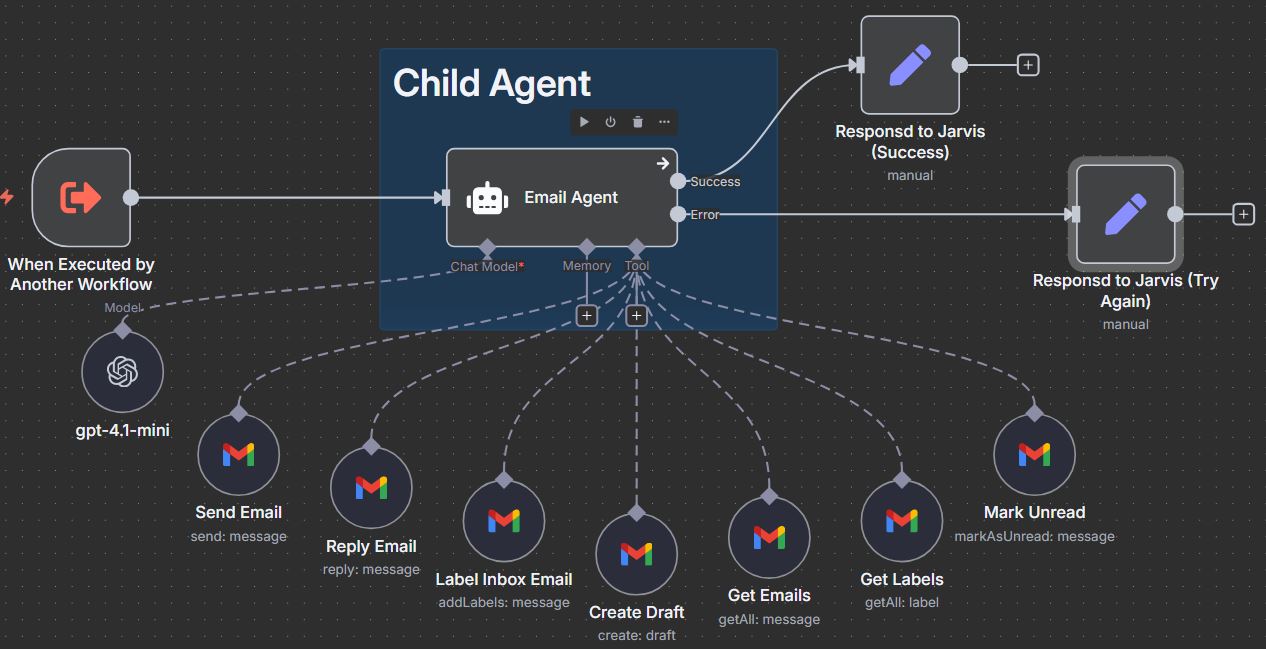 Child Agent
Responsd to Jarvis
(Success)
manual
Email Agent
Success
Error
When Executed by
Another Workflow
Chat Model*
Memory
Tool
Responsd to Jarvis (Try
Again)
manual
Model
gpt-4.1-mini
Send Email
send: message
Reply Email
reply: message
Label Inbox Email
addLabels: message
Create Draft
create: draft
Get Emails
getAll: message
Get Labels
getAll: label
Mark Unread
markAsUnread: message